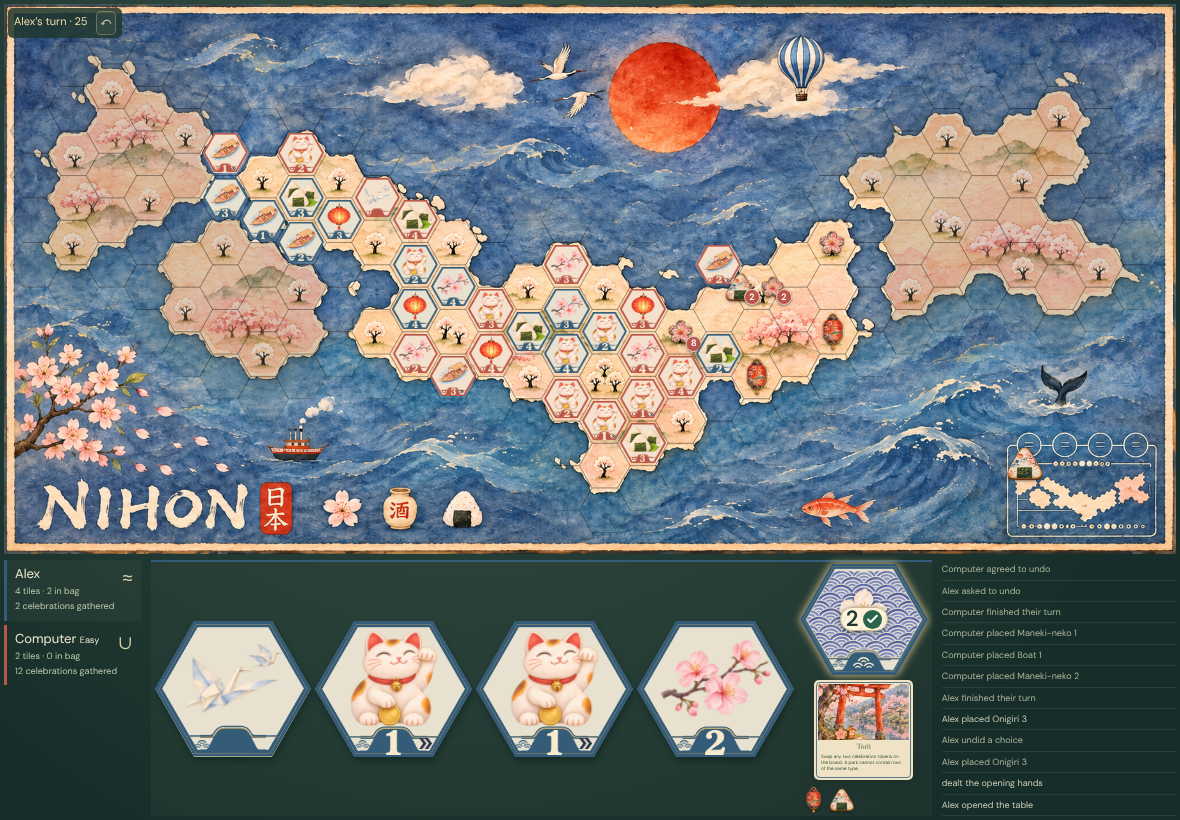 Alex's turn · 25
2
2
8
NIHON
日本
酒
Alex
4 tiles · 2 in bag
2 celebrations gathered
Computer Easy
2 tiles · 0 in bag
12 celebrations gathered
1
1
2
2
Torii
Swap any two celebration tokens on
the board. A park cannot contain two
of the same type.
Computer agreed to undo
Alex asked to undo
Computer finished their turn
Computer placed Maneki-neko 1
Computer placed Boat 1
Computer placed Maneki-neko 2
Alex finished their turn
Alex placed Onigiri 3
Alex undid a choice
Alex placed Onigiri 3
dealt the opening hands
Alex opened the table